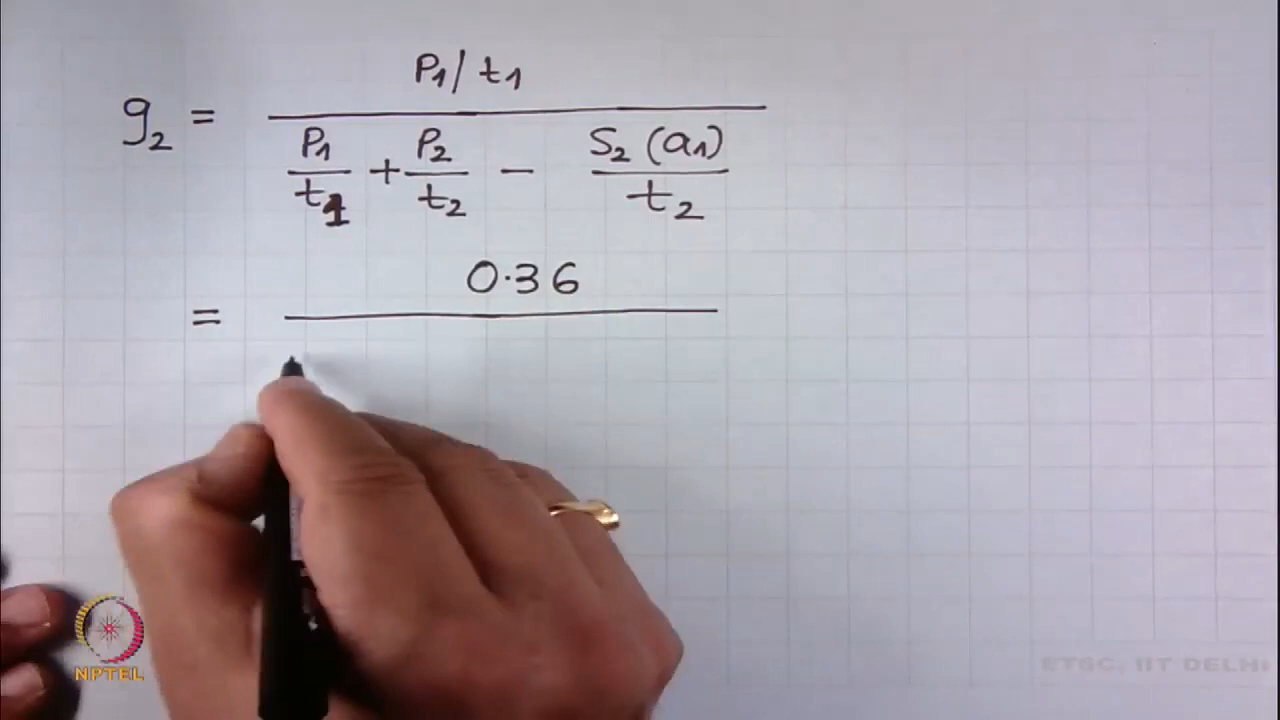 g₂ = (P₁ / t₁) / (P₁/t₁ + P₂/t₂ − S₂(a₁)/t₂)
= 0.36
NPTEL
ETSC, IIT DELHI